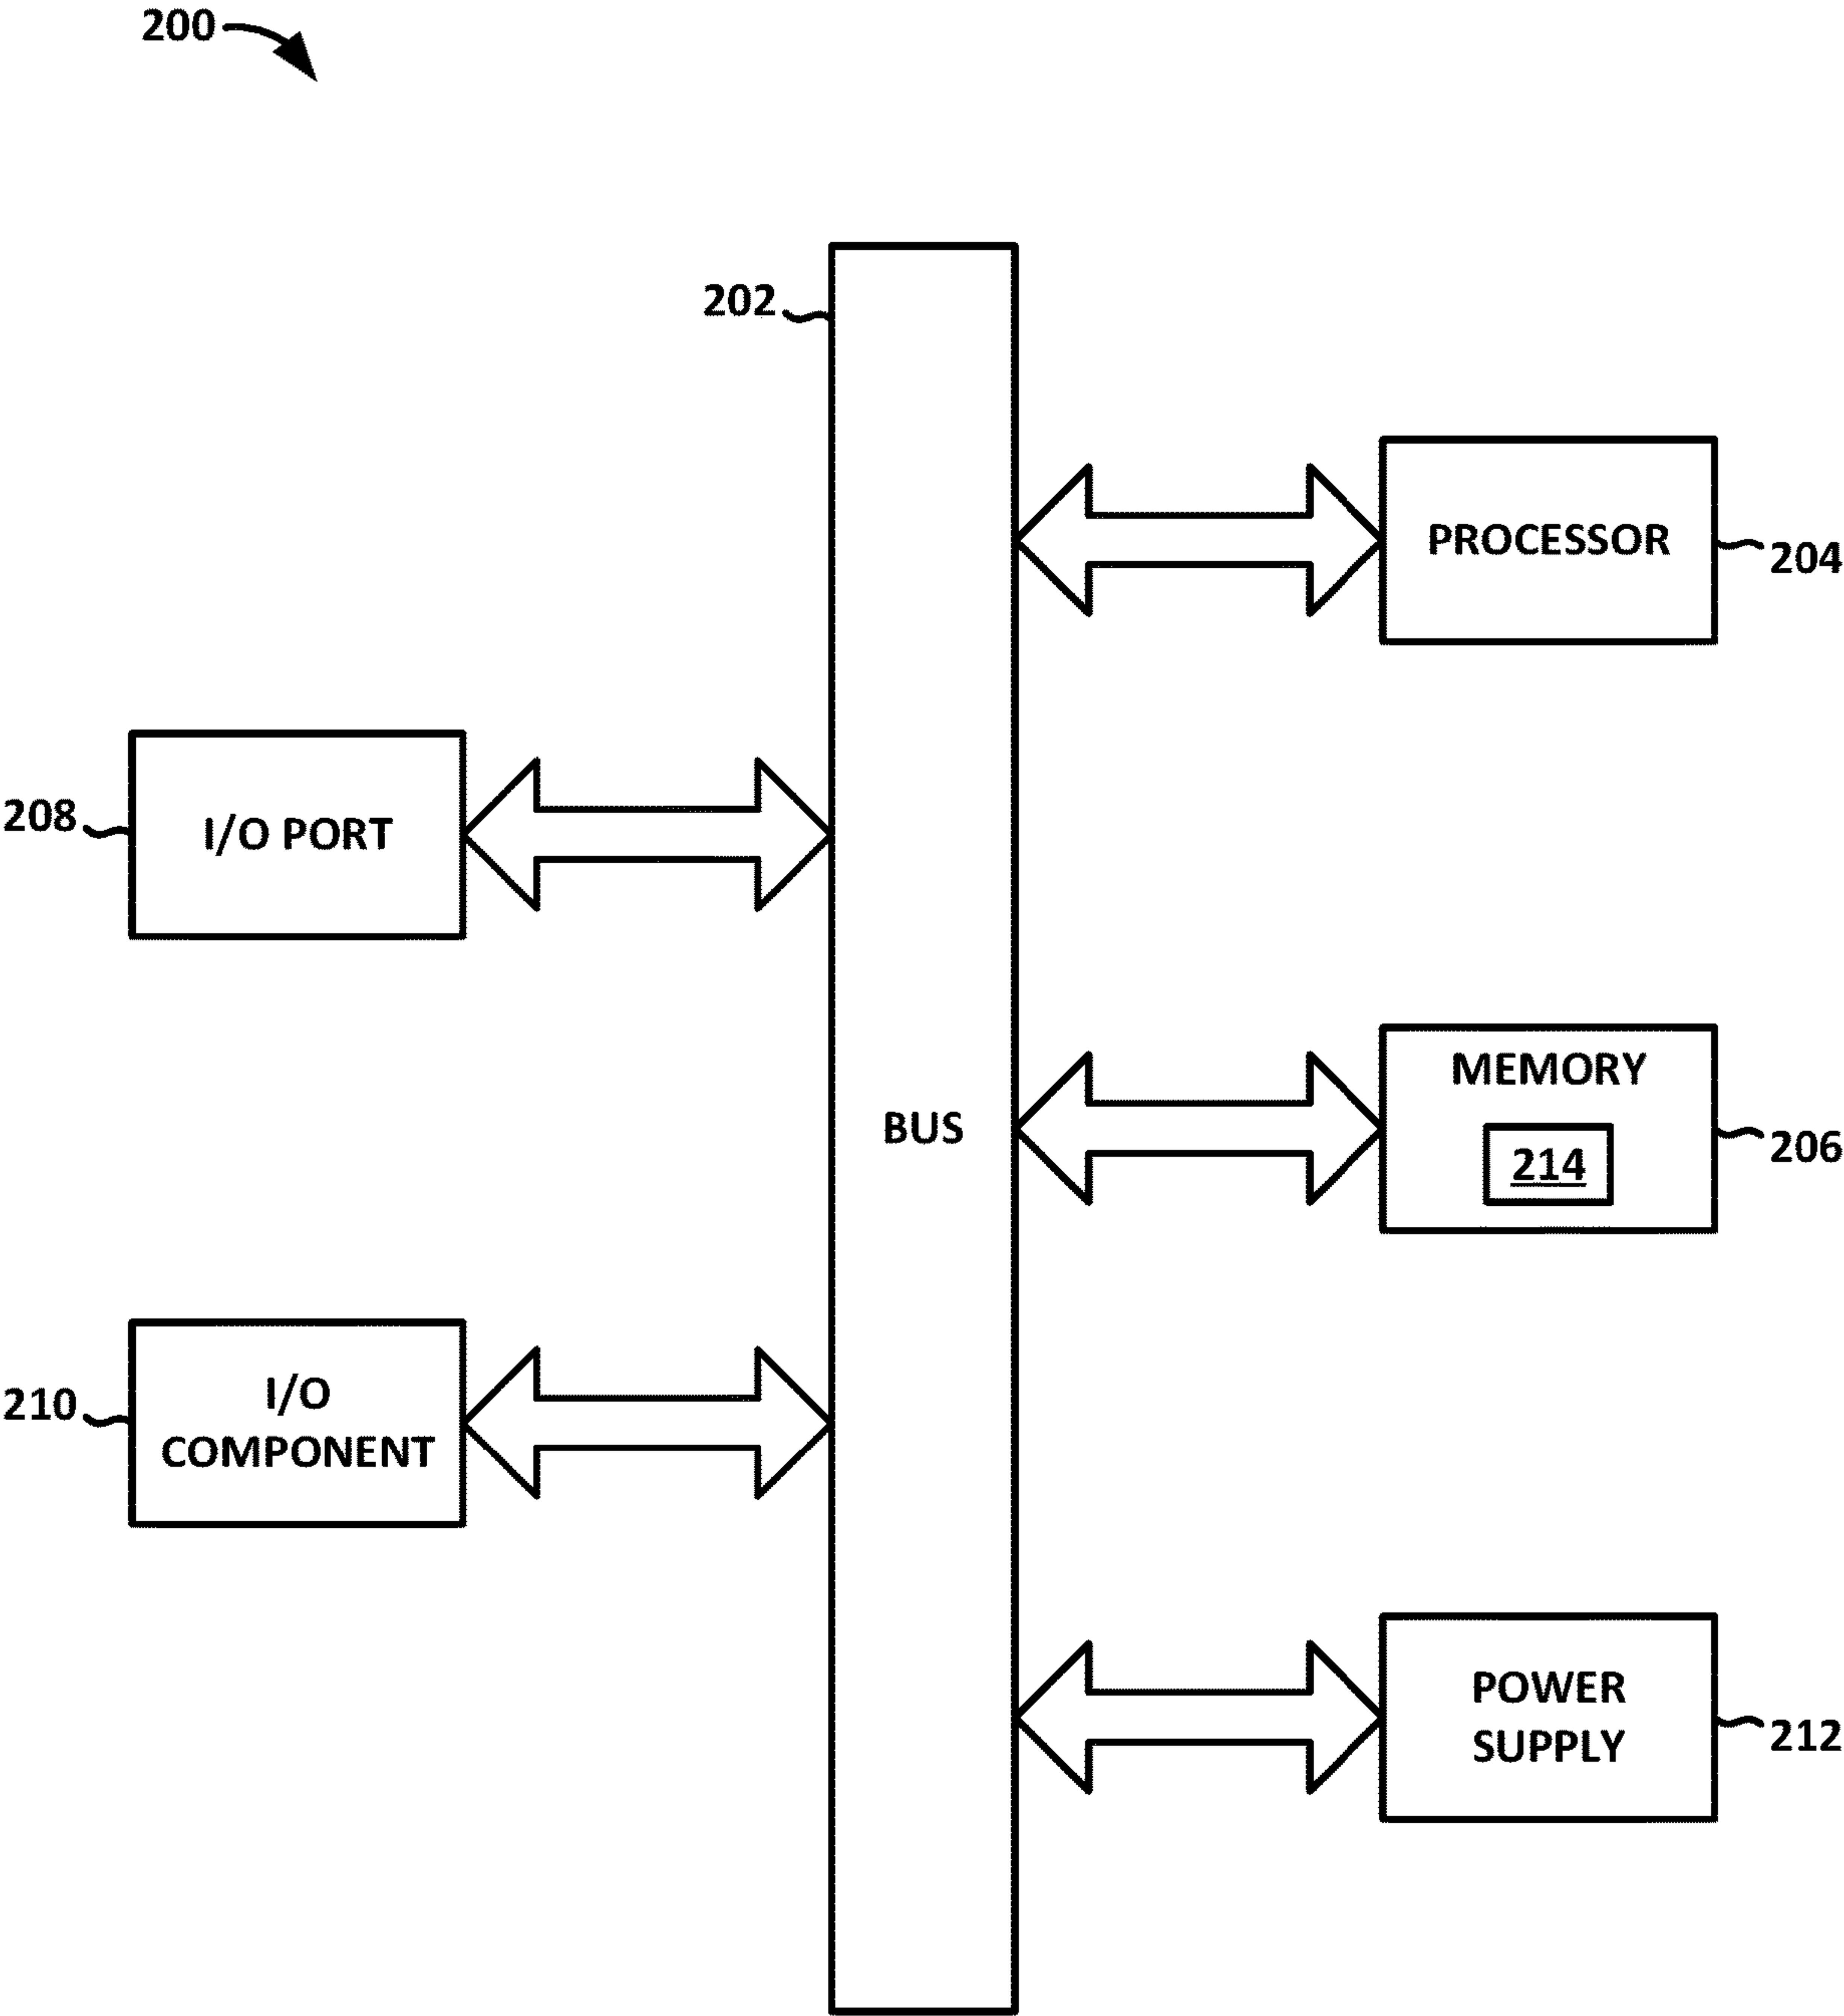 200
202
PROCESSOR
204
208
I/O PORT
MEMORY
BUS
206
214
I/O
210
COMPONENT
POWER
212
SUPPLY